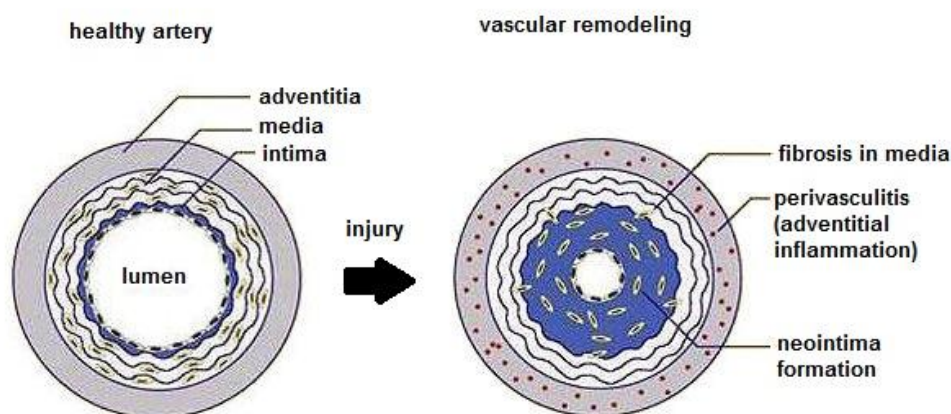 healthy artery
vascular remodeling
adventitia
media
intima
lumen
injury
fibrosis in media
perivasculitis
(adventitial
inflammation)
neointima
formation